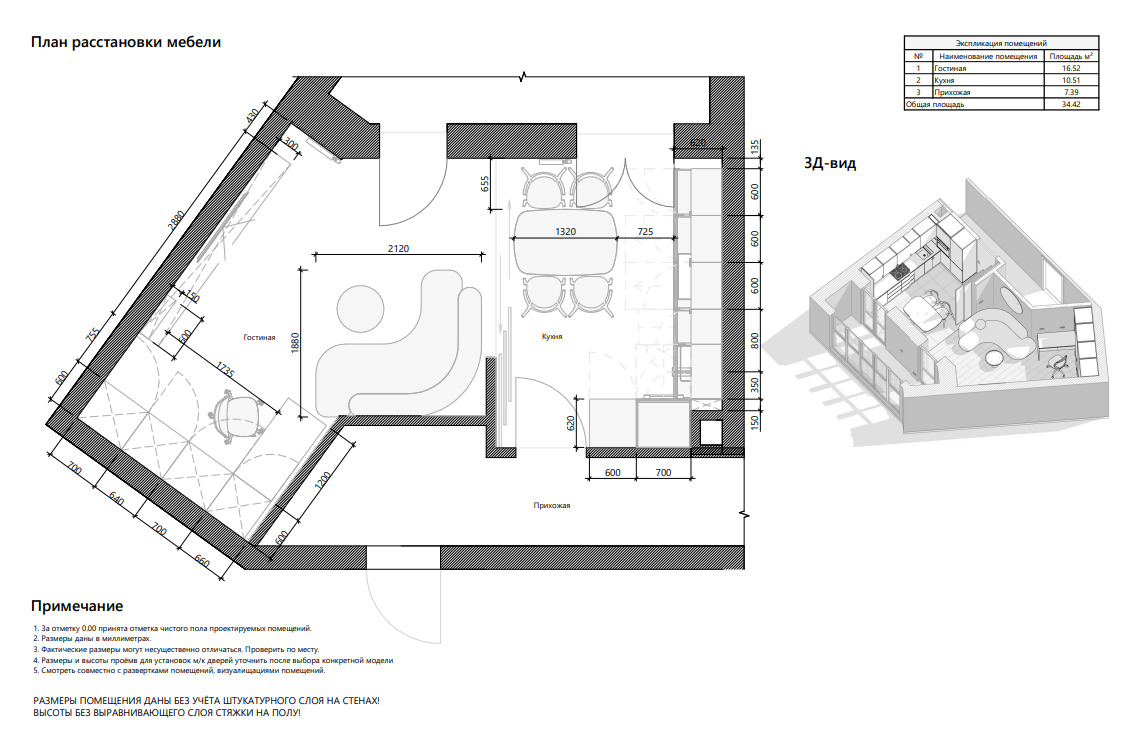 План расстановки мебели
Экспликация помещений
№ Наименование помещения Площадь м²
1 Гостиная 16.52
2 Кухня 10.51
3 Прихожая 7.39
Общая площадь 34.42
3Д-вид
430
300
2880
755
600
150
600
1735
Гостиная
2120
1880
655
1320
725
Кухня
620
135
600
600
600
800
350
150
620
600
700
1200
600
700
640
700
660
Прихожая
Примечание
1. За отметку 0.00 принята отметка чистого пола проектируемых помещений.
2. Размеры даны в миллиметрах.
3. Фактические размеры могут несущественно отличаться. Проверить по месту.
4. Размеры и высоты проёмв для установок м/к дверей уточнить после выбора конкретной модели
5. Смотреть совместно с развертками помещений, визуалищациями помещений.
РАЗМЕРЫ ПОМЕЩЕНИЯ ДАНЫ БЕЗ УЧЁТА ШТУКАТУРНОГО СЛОЯ НА СТЕНАХ!
ВЫСОТЫ БЕЗ ВЫРАВНИВАЮЩЕГО СЛОЯ СТЯЖКИ НА ПОЛУ!